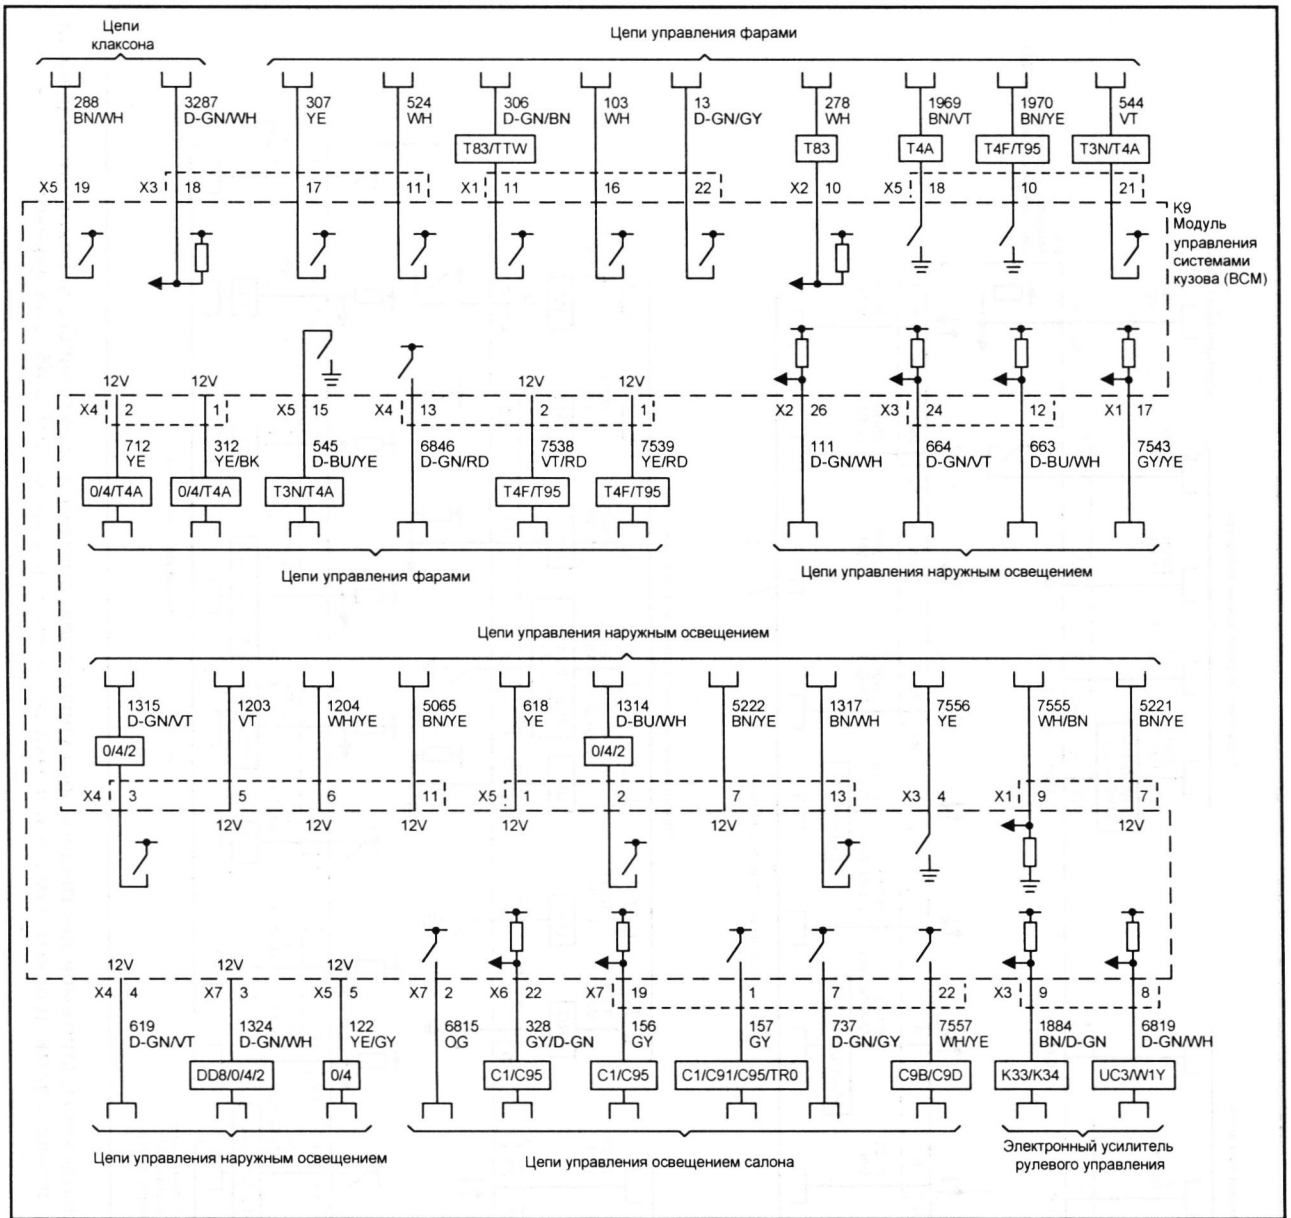 Цепи
клаксона
Цепи управления фарами
288 3287 307 524 306 103 13 278 1969 1970 544
BN/WH D-GN/WH YE WH D-GN/BN WH D-GN/GY WH BN/VT BN/YE VT
T83/TTW T83 T4A T4F/T95 T3N/T4A
X5 19 X3 18 17 11 X1 11 16 22 X2 10 X5 18 10 21
K9
Модуль
управления
системами
кузова (BCM)
12V 12V 12V 12V
X4 2 1 X5 15 X4 13 2 1 X2 26 X3 24 12 X1 17
712 312 545 6846 7538 7539 111 664 663 7543
YE YE/BK D-BU/YE D-GN/RD VT/RD YE/RD D-GN/WH D-GN/VT D-BU/WH GY/YE
0/4/T4A 0/4/T4A T3N/T4A T4F/T95 T4F/T95
Цепи управления фарами
Цепи управления наружным освещением
Цепи управления наружным освещением
1315 1203 1204 5065 618 1314 5222 1317 7556 7555 5221
D-GN/VT VT WH/YE BN/YE YE D-BU/WH BN/YE BN/WH YE WH/BN BN/YE
0/4/2 0/4/2
X4 3 5 6 11 X5 1 2 7 13 X3 4 X1 9 7
12V 12V 12V 12V 12V 12V
12V 12V 12V
X4 4 X7 3 X5 5 X7 2 X6 22 X7 19 1 7 22 X3 9 8
619 1324 122 6815 328 156 157 737 7557 1884 6819
D-GN/VT D-GN/WH YE/GY OG GY/D-GN GY GY D-GN/GY WH/YE BN/D-GN D-GN/WH
DD8/0/4/2 0/4 C1/C95 C1/C95 C1/C91/C95/TR0 C9B/C9D K33/K34 UC3/W1Y
Цепи управления наружным освещением
Цепи управления освещением салона
Электронный усилитель
рулевого управления